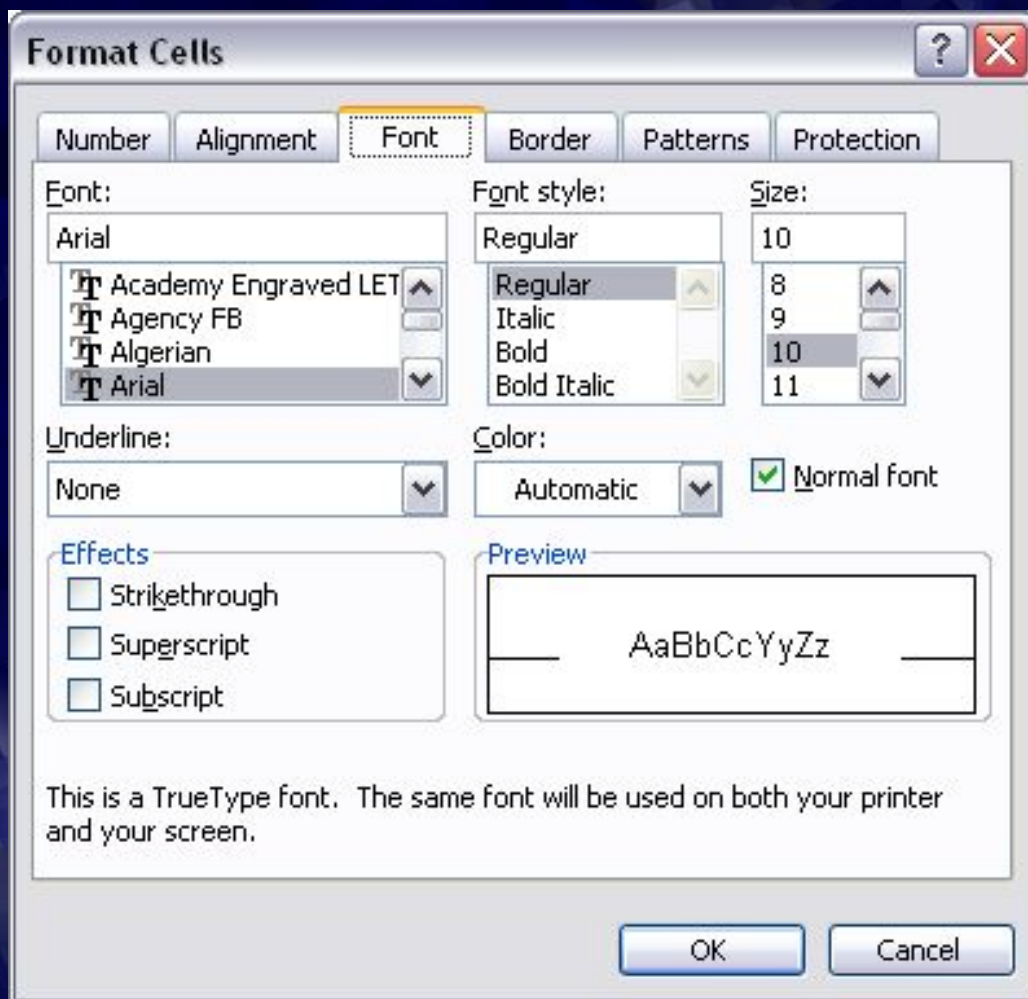 Format Cells
Number Alignment Font Border Patterns Protection
Font: Font style: Size:
Arial Regular 10
Academy Engraved LET Regular 8
Agency FB Italic 9
Algerian Bold 10
Arial Bold Italic 11
Underline: Color:
None Automatic Normal font
Effects Preview
Strikethrough
Superscript AaBbCcYyZz
Subscript
This is a TrueType font.  The same font will be used on both your printer
and your screen.
OK Cancel